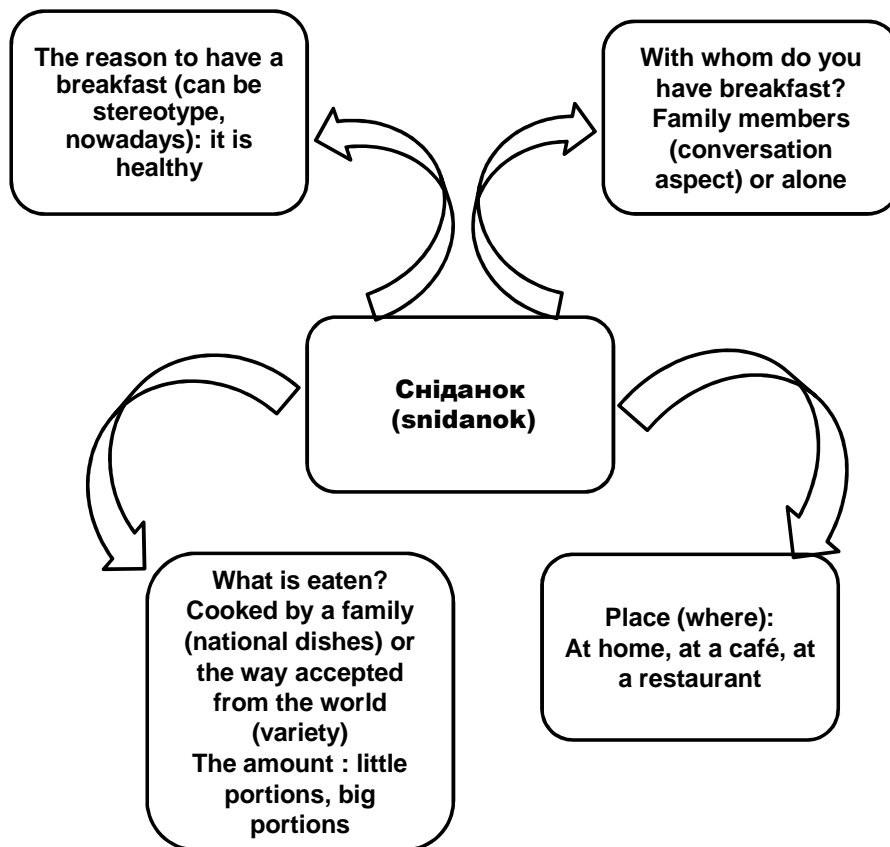 The reason to have a
breakfast (can be
stereotype,
nowadays): it is
healthy
With whom do you
have breakfast?
Family members
(conversation
aspect) or alone
Сніданок
(snidanok)
What is eaten?
Cooked by a family
(national dishes) or
the way accepted
from the world
(variety)
The amount : little
portions, big
portions
Place (where):
At home, at a café, at
a restaurant